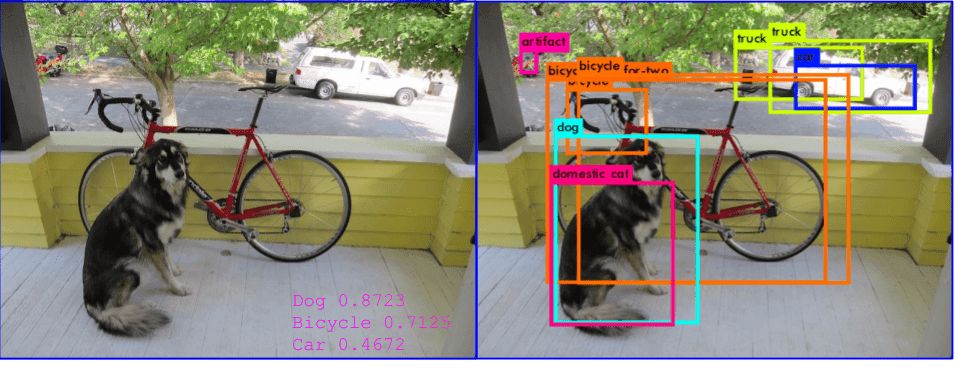 Dog 0.8723
Bicycle 0.7125
Car 0.4672
artifact
truck truck
car
bicycle for-two
bicycle
dog
domestic cat